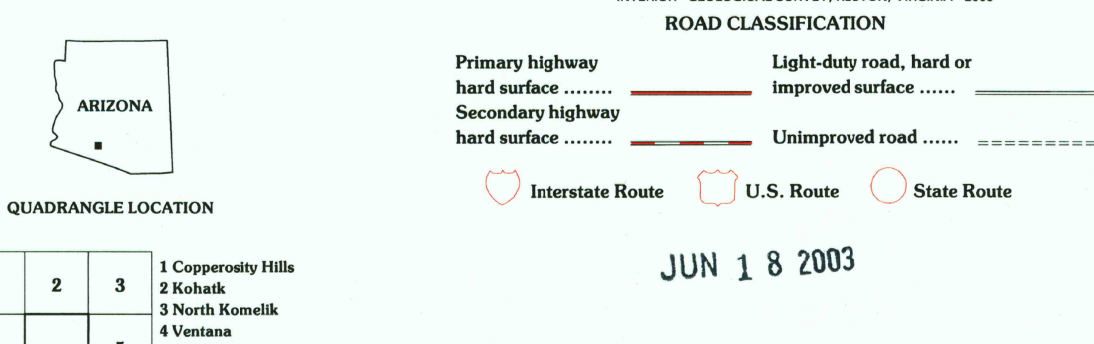 ROAD CLASSIFICATION
Primary highway
hard surface ........
Light-duty road, hard or
improved surface ......
Secondary highway
hard surface ........
Unimproved road ......
Interstate Route
U.S. Route
State Route
ARIZONA
QUADRANGLE LOCATION
2
3
1 Copperosity Hills
2 Kohatk
3 North Komelik
4 Ventana
JUN 18 2003